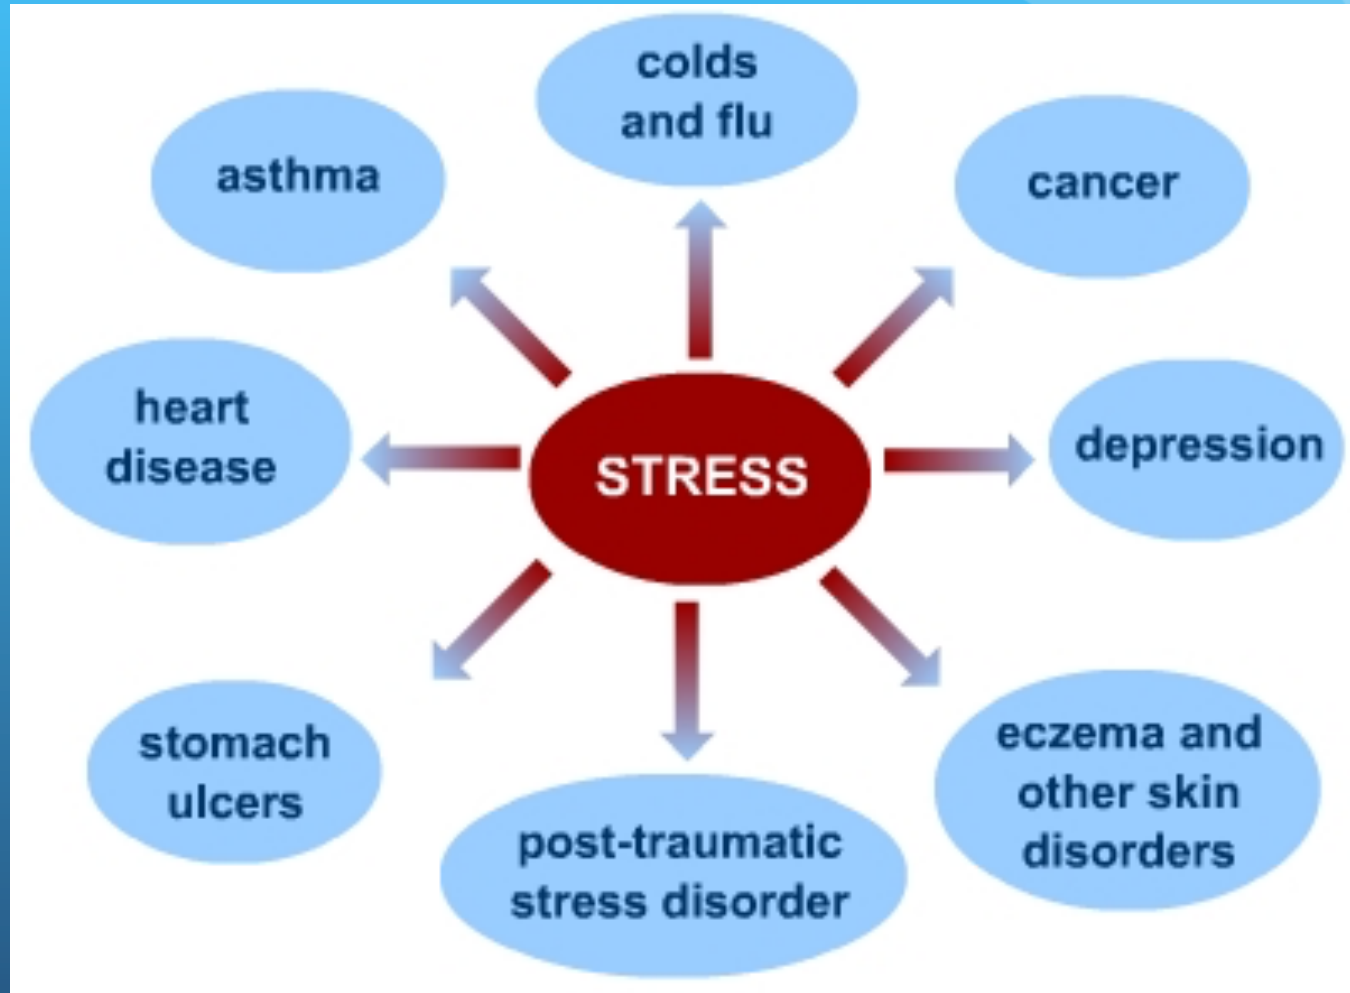 colds
and flu
asthma
cancer
heart
disease
STRESS
depression
stomach
ulcers
post-traumatic
stress disorder
eczema and
other skin
disorders